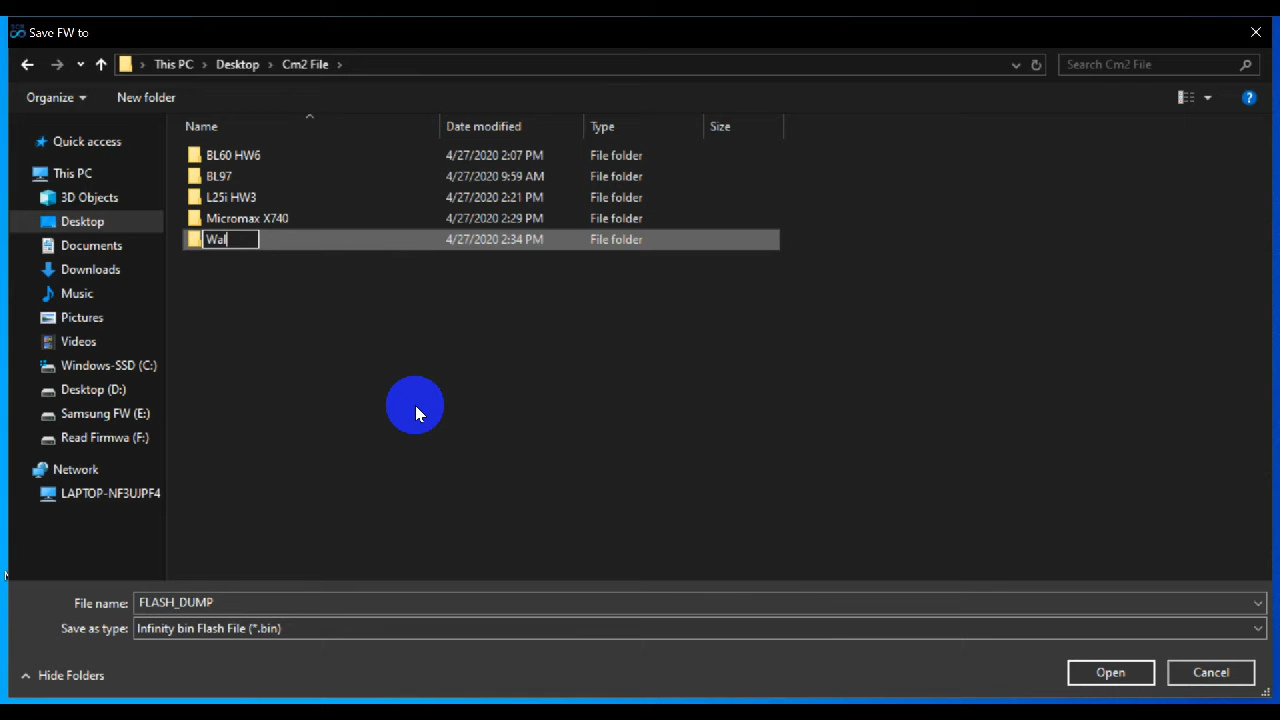 Save FW to
This PC > Desktop > Cm2 File >
Search Cm2 File
Organize
New folder
?
Name
Date modified
Type
Size
BL60 HW6 4/27/2020 2:07 PM File folder
BL97 4/27/2020 9:59 AM File folder
L25i HW3 4/27/2020 2:21 PM File folder
Micromax X740 4/27/2020 2:29 PM File folder
Wal 4/27/2020 2:34 PM File folder
Quick access
This PC
3D Objects
Desktop
Documents
Downloads
Music
Pictures
Videos
Windows-SSD (C:)
Desktop (D:)
Samsung FW (E:)
Read Firmwa (F:)
Network
LAPTOP-NF3UJPF4
File name: FLASH_DUMP
Save as type: Infinity bin Flash File (*.bin)
Hide Folders
Open
Cancel